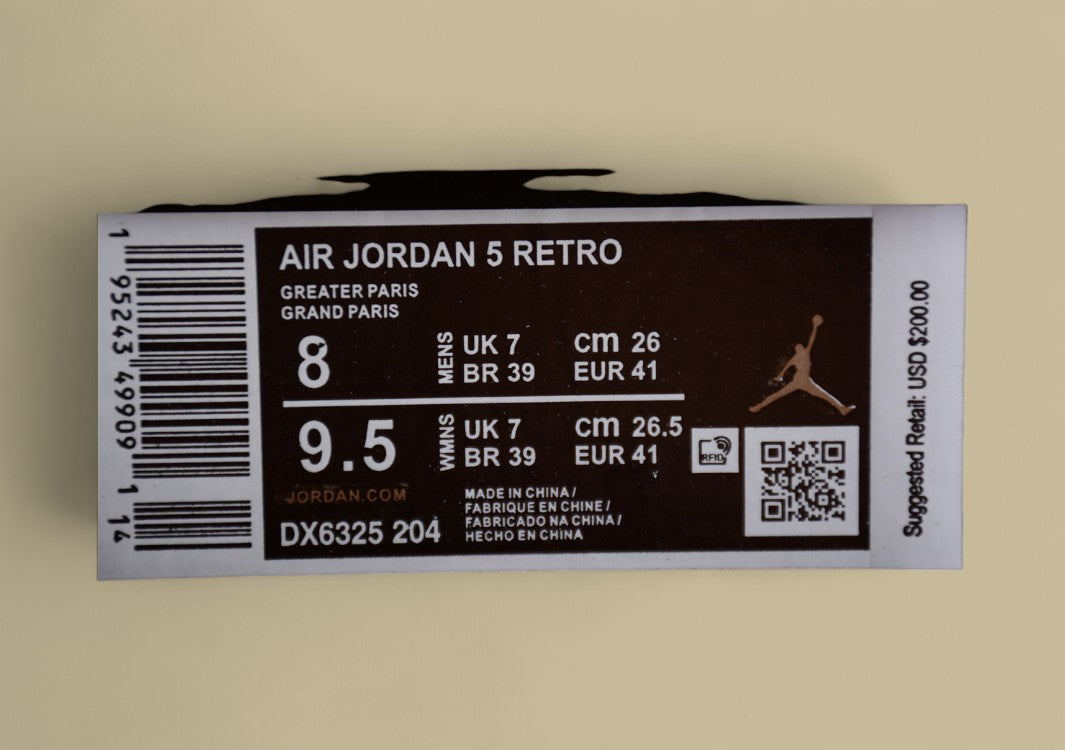 AIR JORDAN 5 RETRO
GREATER PARIS
GRAND PARIS
8
MENS
UK 7
cm 26
BR 39
EUR 41
9.5
WMNS
UK 7
cm 26.5
BR 39
EUR 41
RFID
JORDAN.COM
DX6325 204
MADE IN CHINA /
FABRIQUE EN CHINE /
FABRICADO NA CHINA /
HECHO EN CHINA
1 95243 49909 1 14
Suggested Retail: USD $200.00